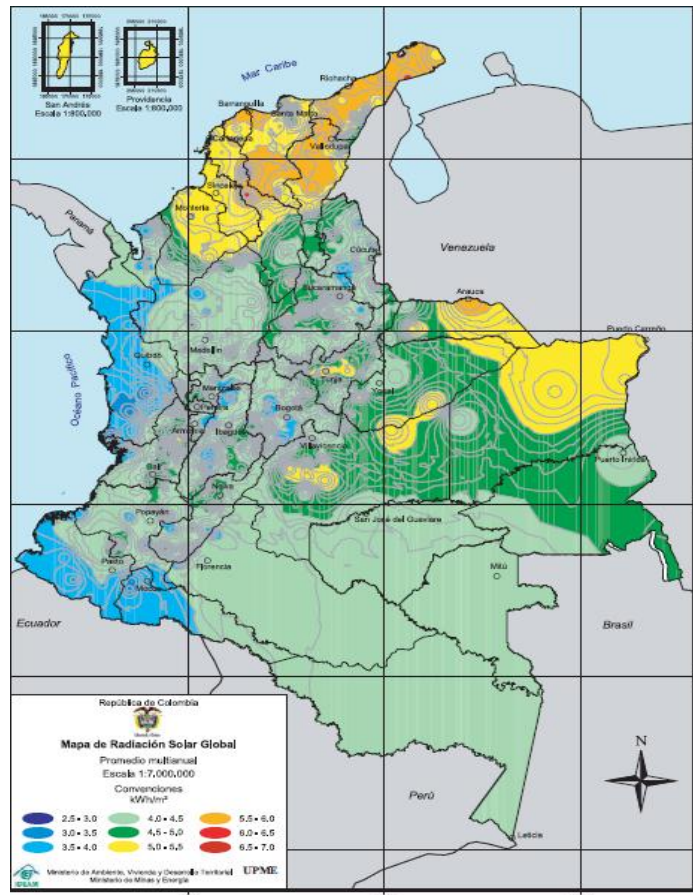 San Andrés
Escala 1:900,000
Providencia
Escala 1:600,000
Mar Caribe
Riohacha
Barranquilla
Santa Marta
Cartagena
Valledupar
Sincelejo
Montería
Panamá
Cúcuta
Venezuela
Bucaramanga
Arauca
Puerto Carreño
Medellín
Quibdó
Océano Pacífico
Tunja
Yopal
Manizales
Pereira
Bogotá
Armenia
Ibagué
Villavicencio
Cali
Puerto Inírida
Neiva
Popayán
San José del Guaviare
Pasto
Florencia
Mitú
Mocoa
Ecuador
Brasil
República de Colombia
Mapa de Radiación Solar Global
Promedio multianual
Escala 1:7,000,000
Convenciones
kWh/m²
2.5 - 3.0 4.0 - 4.5 5.5 - 6.0
3.0 - 3.5 4.5 - 5.0 6.0 - 6.5
3.5 - 4.0 5.0 - 5.5 6.5 - 7.0
N
Perú
Leticia
IDEAM
Ministerio de Ambiente, Vivienda y Desarrollo Territorial
Ministerio de Minas y Energía
UPME